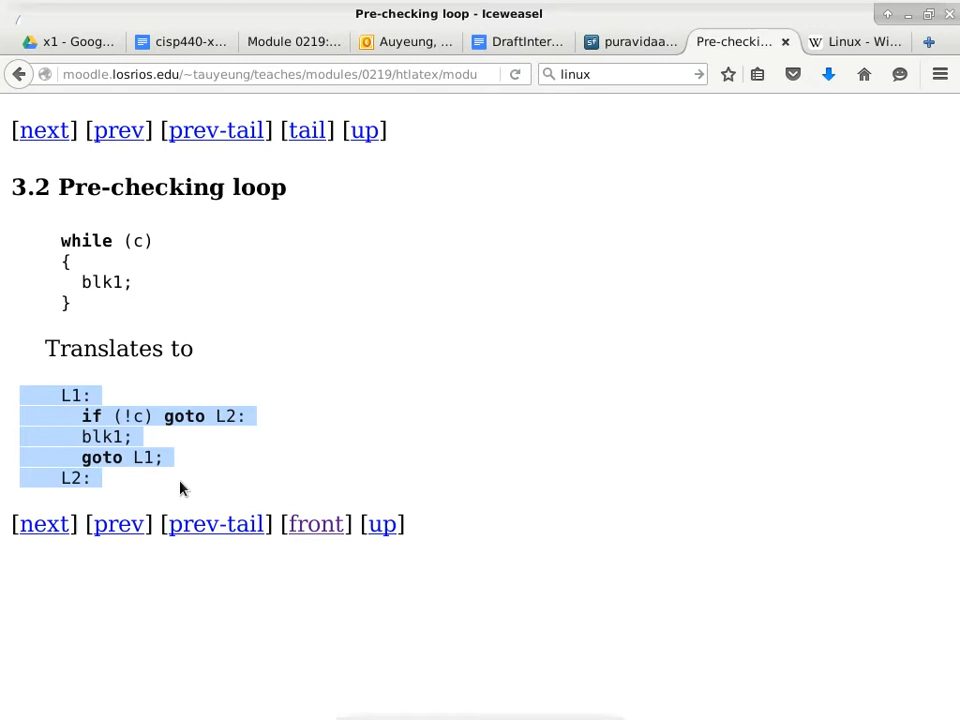 Pre-checking loop - Iceweasel
x1 - Goog... cisp440-x... Module 0219:... Auyeung, ... DraftInter... puravidaa... Pre-checki... Linux - Wi...
moodle.losrios.edu/~tauyeung/teaches/modules/0219/htlatex/modu linux
[next] [prev] [prev-tail] [tail] [up]
3.2 Pre-checking loop
while (c)
{
blk1;
}
Translates to
L1:
if (!c) goto L2:
blk1;
goto L1;
L2:
[next] [prev] [prev-tail] [front] [up]